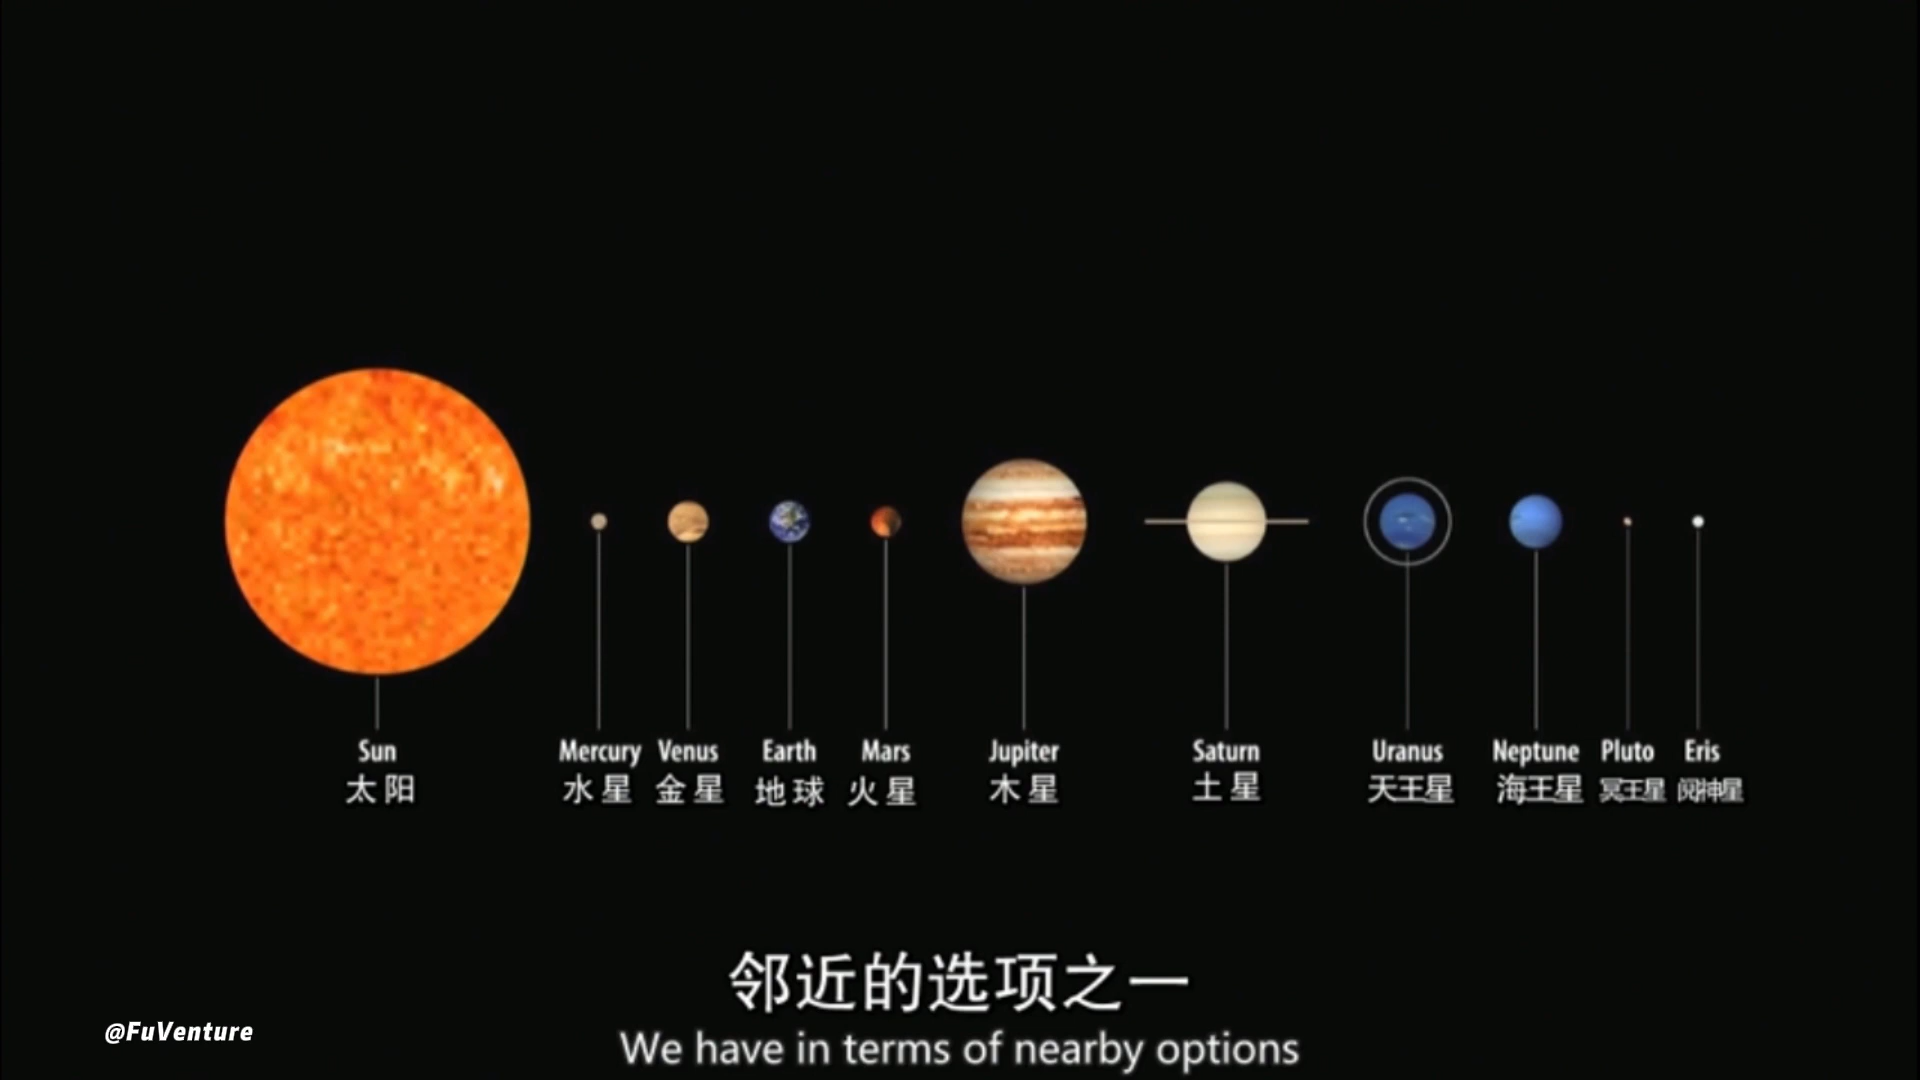 Sun
太阳
Mercury
水星
Venus
金星
Earth
地球
Mars
火星
Jupiter
木星
Saturn
土星
Uranus
天王星
Neptune
海王星
Pluto
冥王星
Eris
阋神星
邻近的选项之一
We have in terms of nearby options
@FuVenture